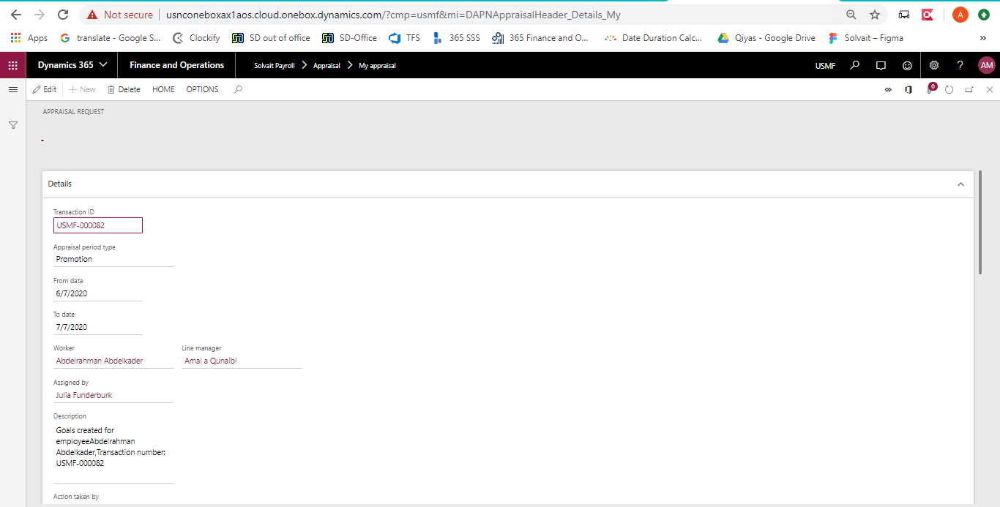 Not secure | usnconeboxax1aos.cloud.onebox.dynamics.com/?cmp=usmf&mi=DAPNAppraisalHeader_Details_My A
Apps translate - Google S... Clockify SD out of office SD-Office TFS 365 SSS 365 Finance and O... Date Duration Calc... Qiyas - Google Drive Solvait – Figma »
Dynamics 365 Finance and Operations Solvait Payroll > Appraisal > My appraisal USMF ? AM
Edit + New Delete HOME OPTIONS 0
APPRAISAL REQUEST
Details
Transaction ID
USMF-000082
Appraisal period type
Promotion
From date
6/7/2020
To date
7/7/2020
Worker Line manager
Abdelrahman Abdelkader Amal a Qunaibi
Assigned by
Julia Funderburk
Description
Goals created for
employeeAbdelrahman
Abdelkader,Transaction number:
USMF-000082
Action taken by